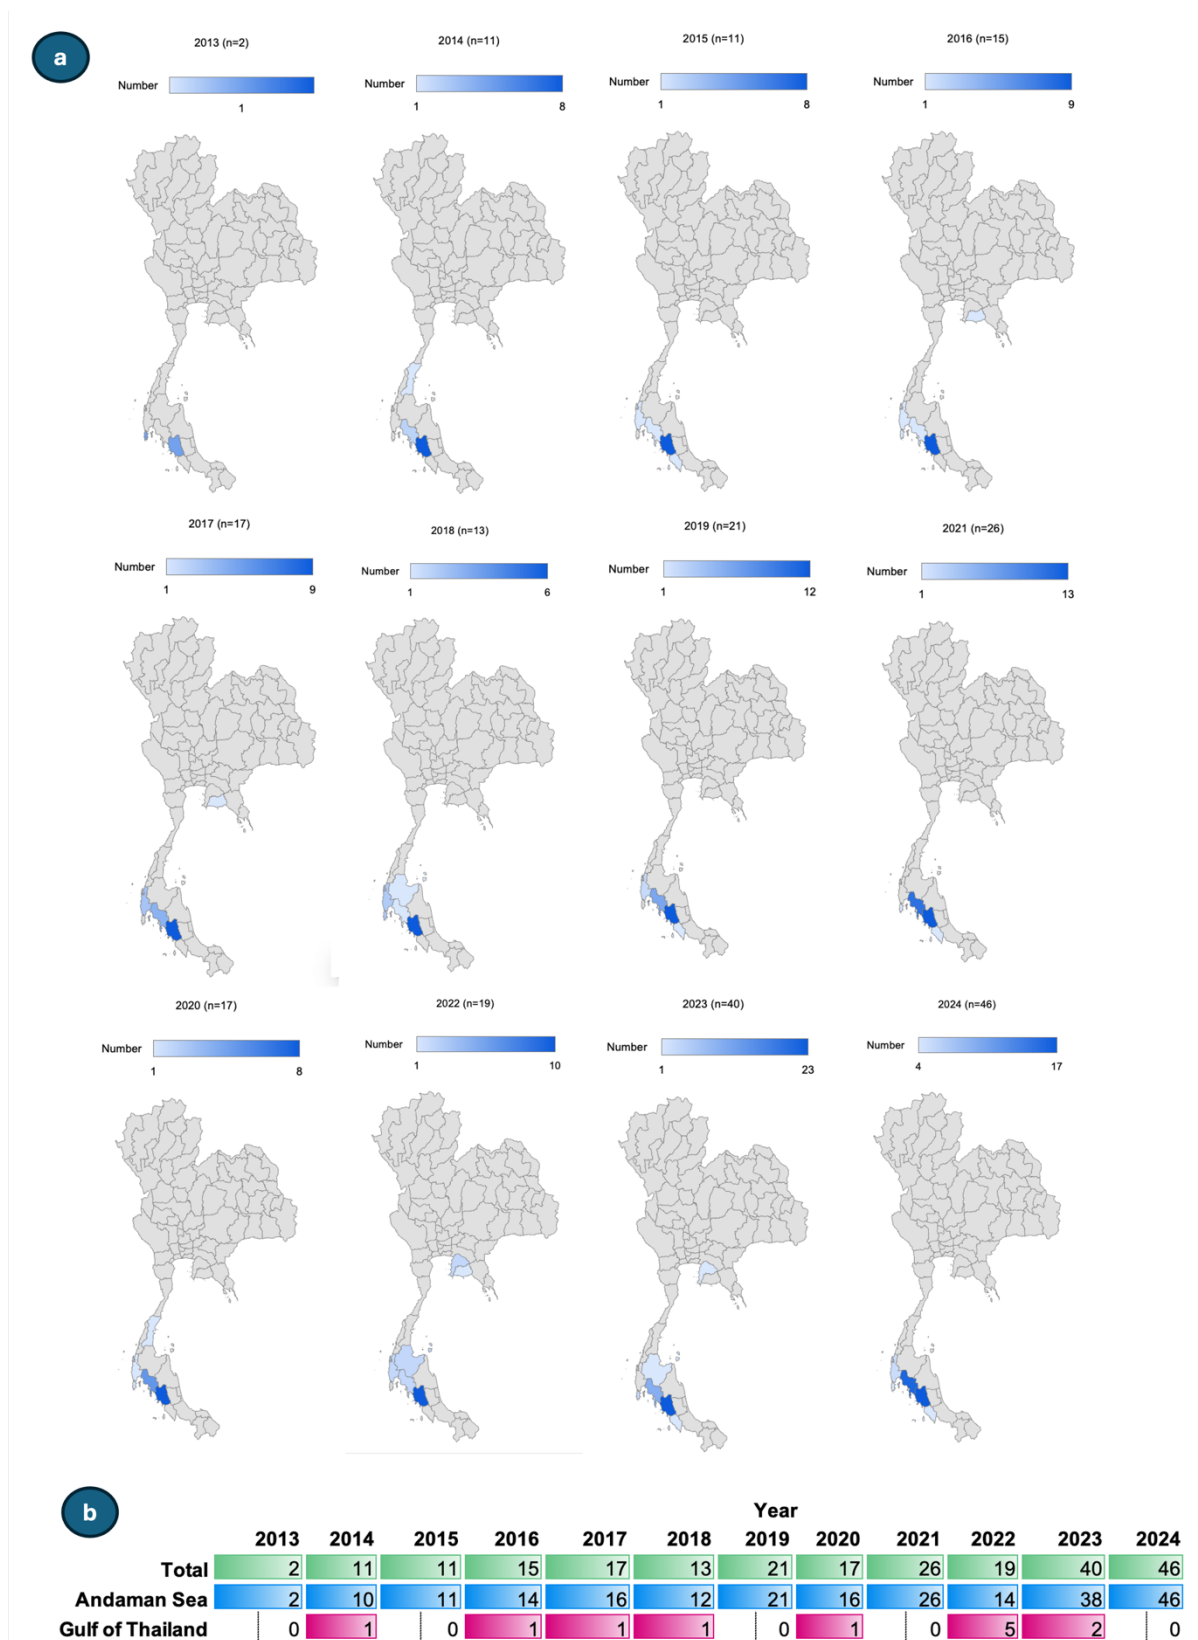 a
2013 (n=2)
2014 (n=11)
2015 (n=11)
2016 (n=15)
Number
1
Number
1 8
Number
1 8
Number
1 9
2017 (n=17)
2018 (n=13)
2019 (n=21)
2021 (n=26)
Number
1 9
Number
1 6
Number
1 12
Number
1 13
2020 (n=17)
2022 (n=19)
2023 (n=40)
2024 (n=46)
Number
1 8
Number
1 10
Number
1 23
Number
4 17
b
Year
2013 2014 2015 2016 2017 2018 2019 2020 2021 2022 2023 2024
Total 2 11 11 15 17 13 21 17 26 19 40 46
Andaman Sea 2 10 11 14 16 12 21 16 26 14 38 46
Gulf of Thailand 0 1 0 1 1 1 0 1 0 5 2 0